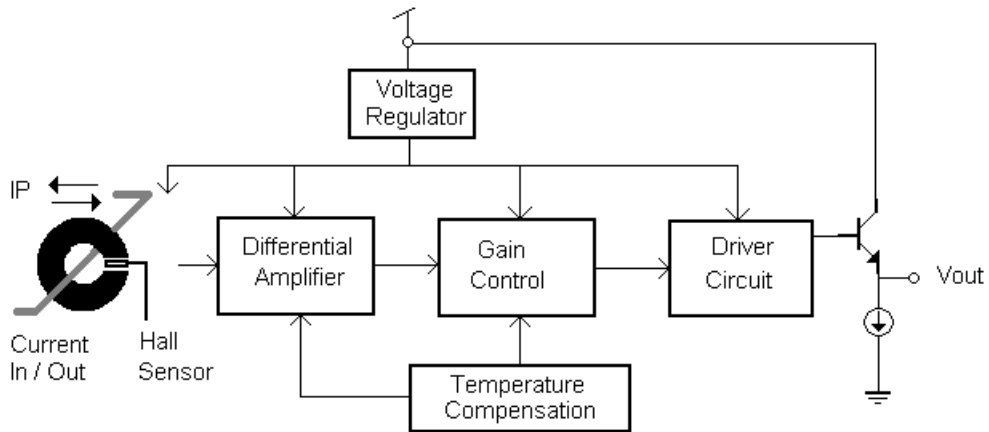 Voltage
Regulator
IP
Differential
Amplifier
Gain
Control
Driver
Circuit
Vout
Current
In / Out
Hall
Sensor
Temperature
Compensation